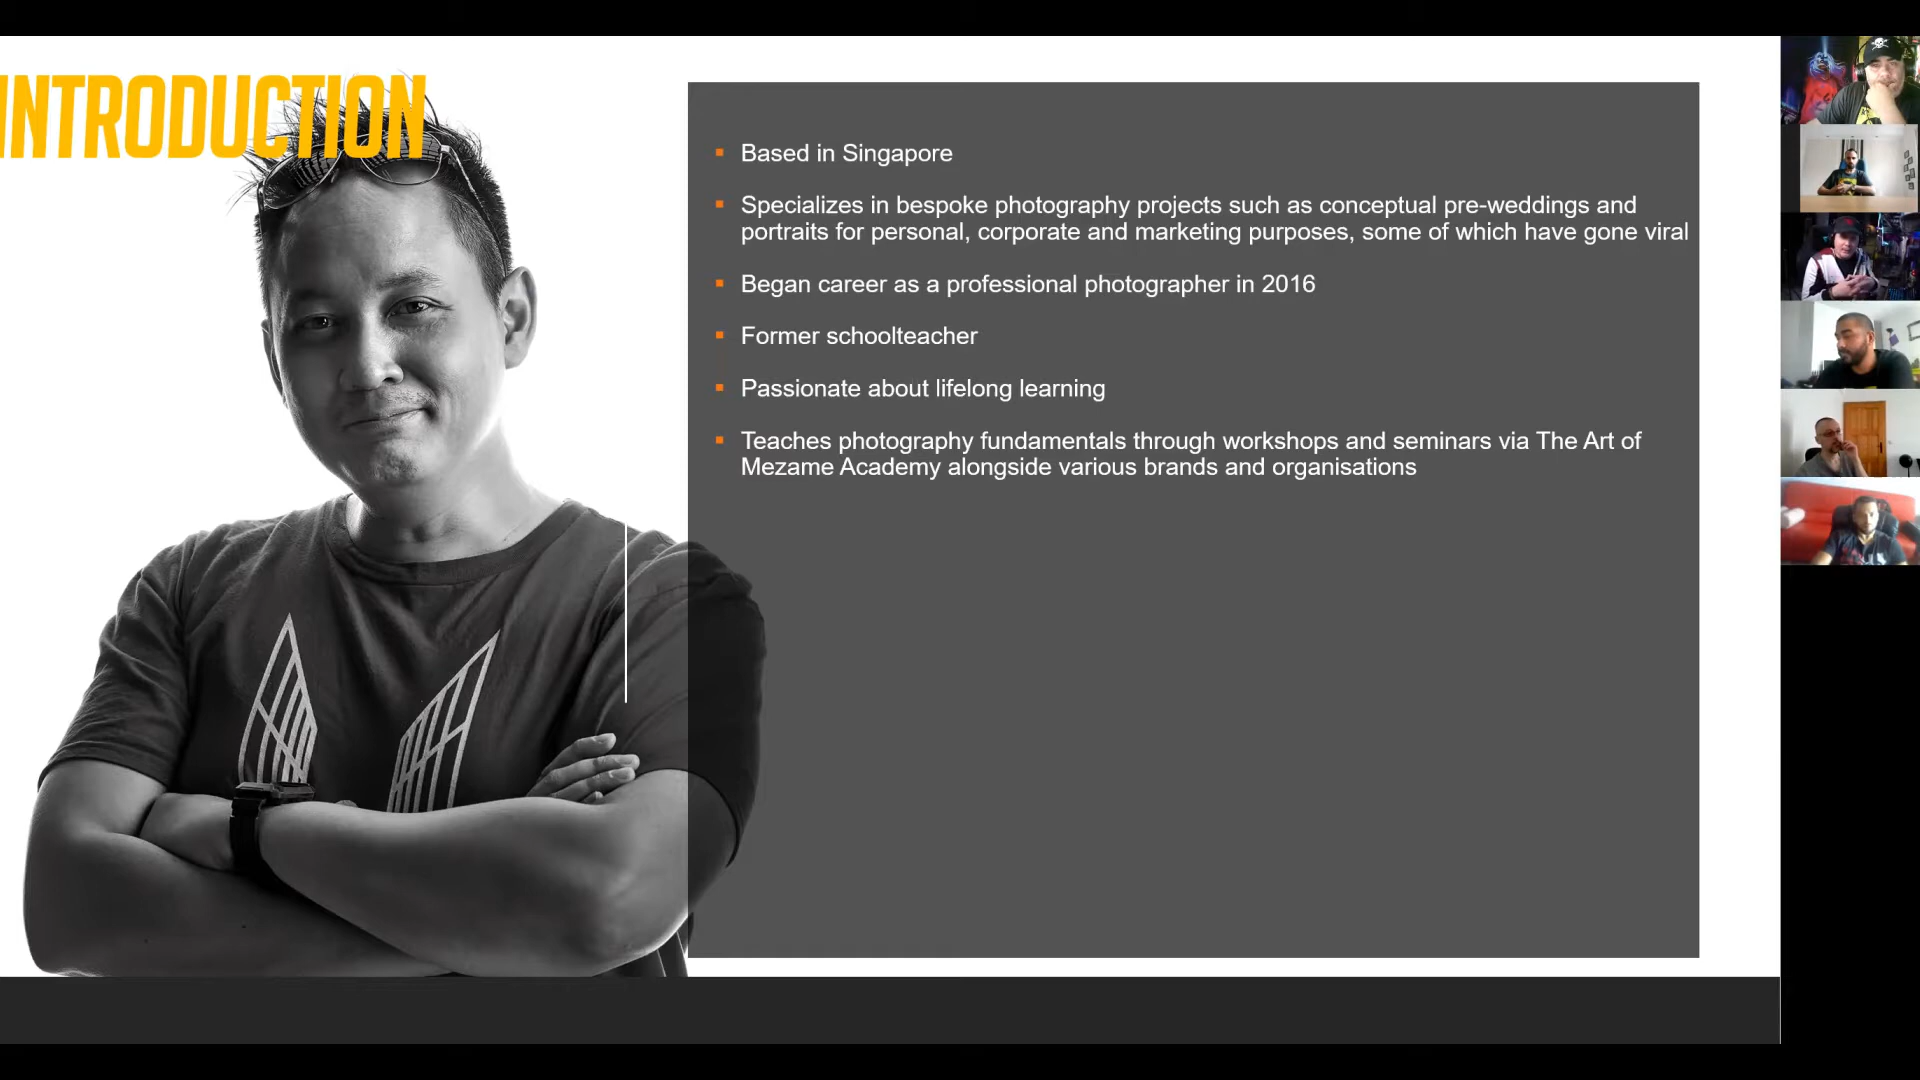 INTRODUCTION
Based in Singapore
Specializes in bespoke photography projects such as conceptual pre-weddings and
portraits for personal, corporate and marketing purposes, some of which have gone viral
Began career as a professional photographer in 2016
Former schoolteacher
Passionate about lifelong learning
Teaches photography fundamentals through workshops and seminars via The Art of
Mezame Academy alongside various brands and organisations